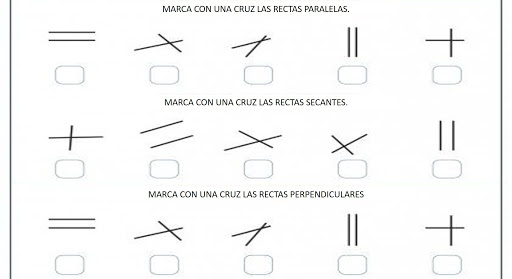 MARCA CON UNA CRUZ LAS RECTAS PARALELAS.
MARCA CON UNA CRUZ LAS RECTAS SECANTES.
MARCA CON UNA CRUZ LAS RECTAS PERPENDICULARES